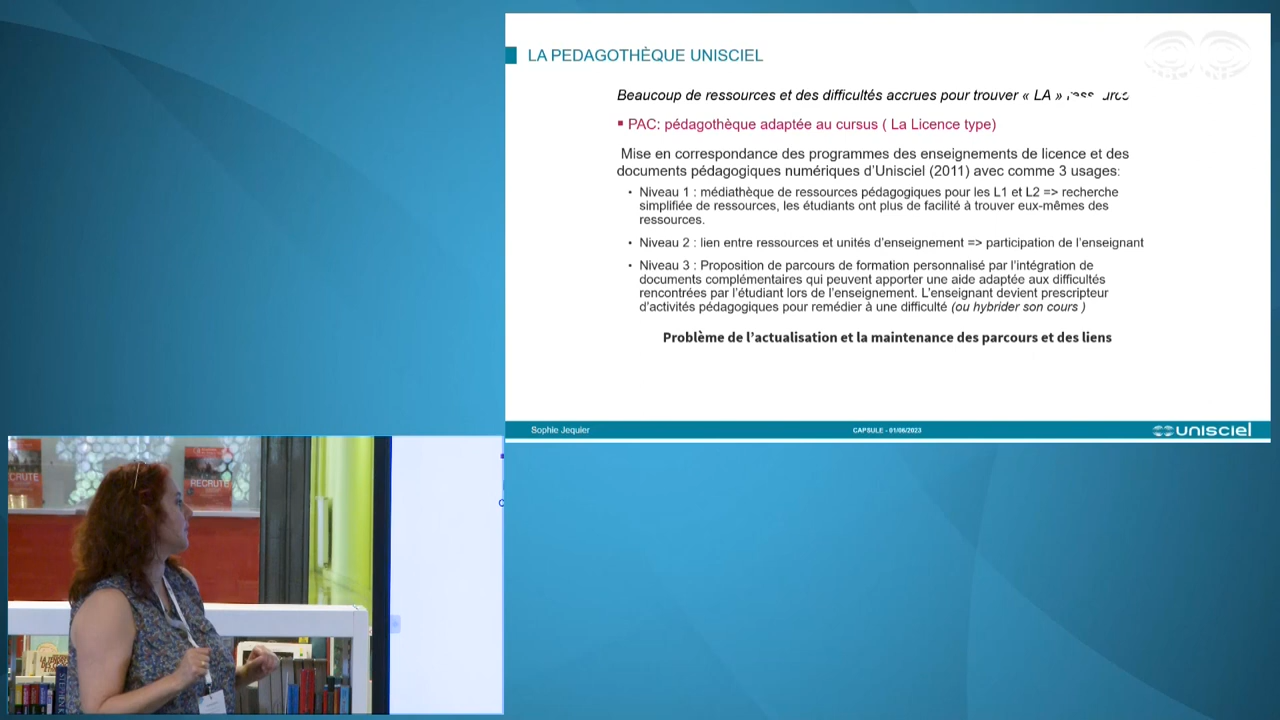 LA PEDAGOTHÈQUE UNISCIEL
Beaucoup de ressources et des difficultés accrues pour trouver « LA »
▪ PAC: pédagothèque adaptée au cursus ( La Licence type)
Mise en correspondance des programmes des enseignements de licence et des
documents pédagogiques numériques d'Unisciel (2011) avec comme 3 usages:
• Niveau 1 : médiathèque de ressources pédagogiques pour les L1 et L2 => recherche
simplifiée de ressources, les étudiants ont plus de facilité à trouver eux-mêmes des
ressources.
• Niveau 2 : lien entre ressources et unités d'enseignement => participation de l'enseignant
• Niveau 3 : Proposition de parcours de formation personnalisé par l'intégration de
documents complémentaires qui peuvent apporter une aide adaptée aux difficultés
rencontrées par l'étudiant lors de l'enseignement. L'enseignant devient prescripteur
d'activités pédagogiques pour remédier à une difficulté (ou hybrider son cours )
Problème de l'actualisation et la maintenance des parcours et des liens
Sophie Jequier
CAPSULE - 01/06/2023
unisciel
RECRUTE